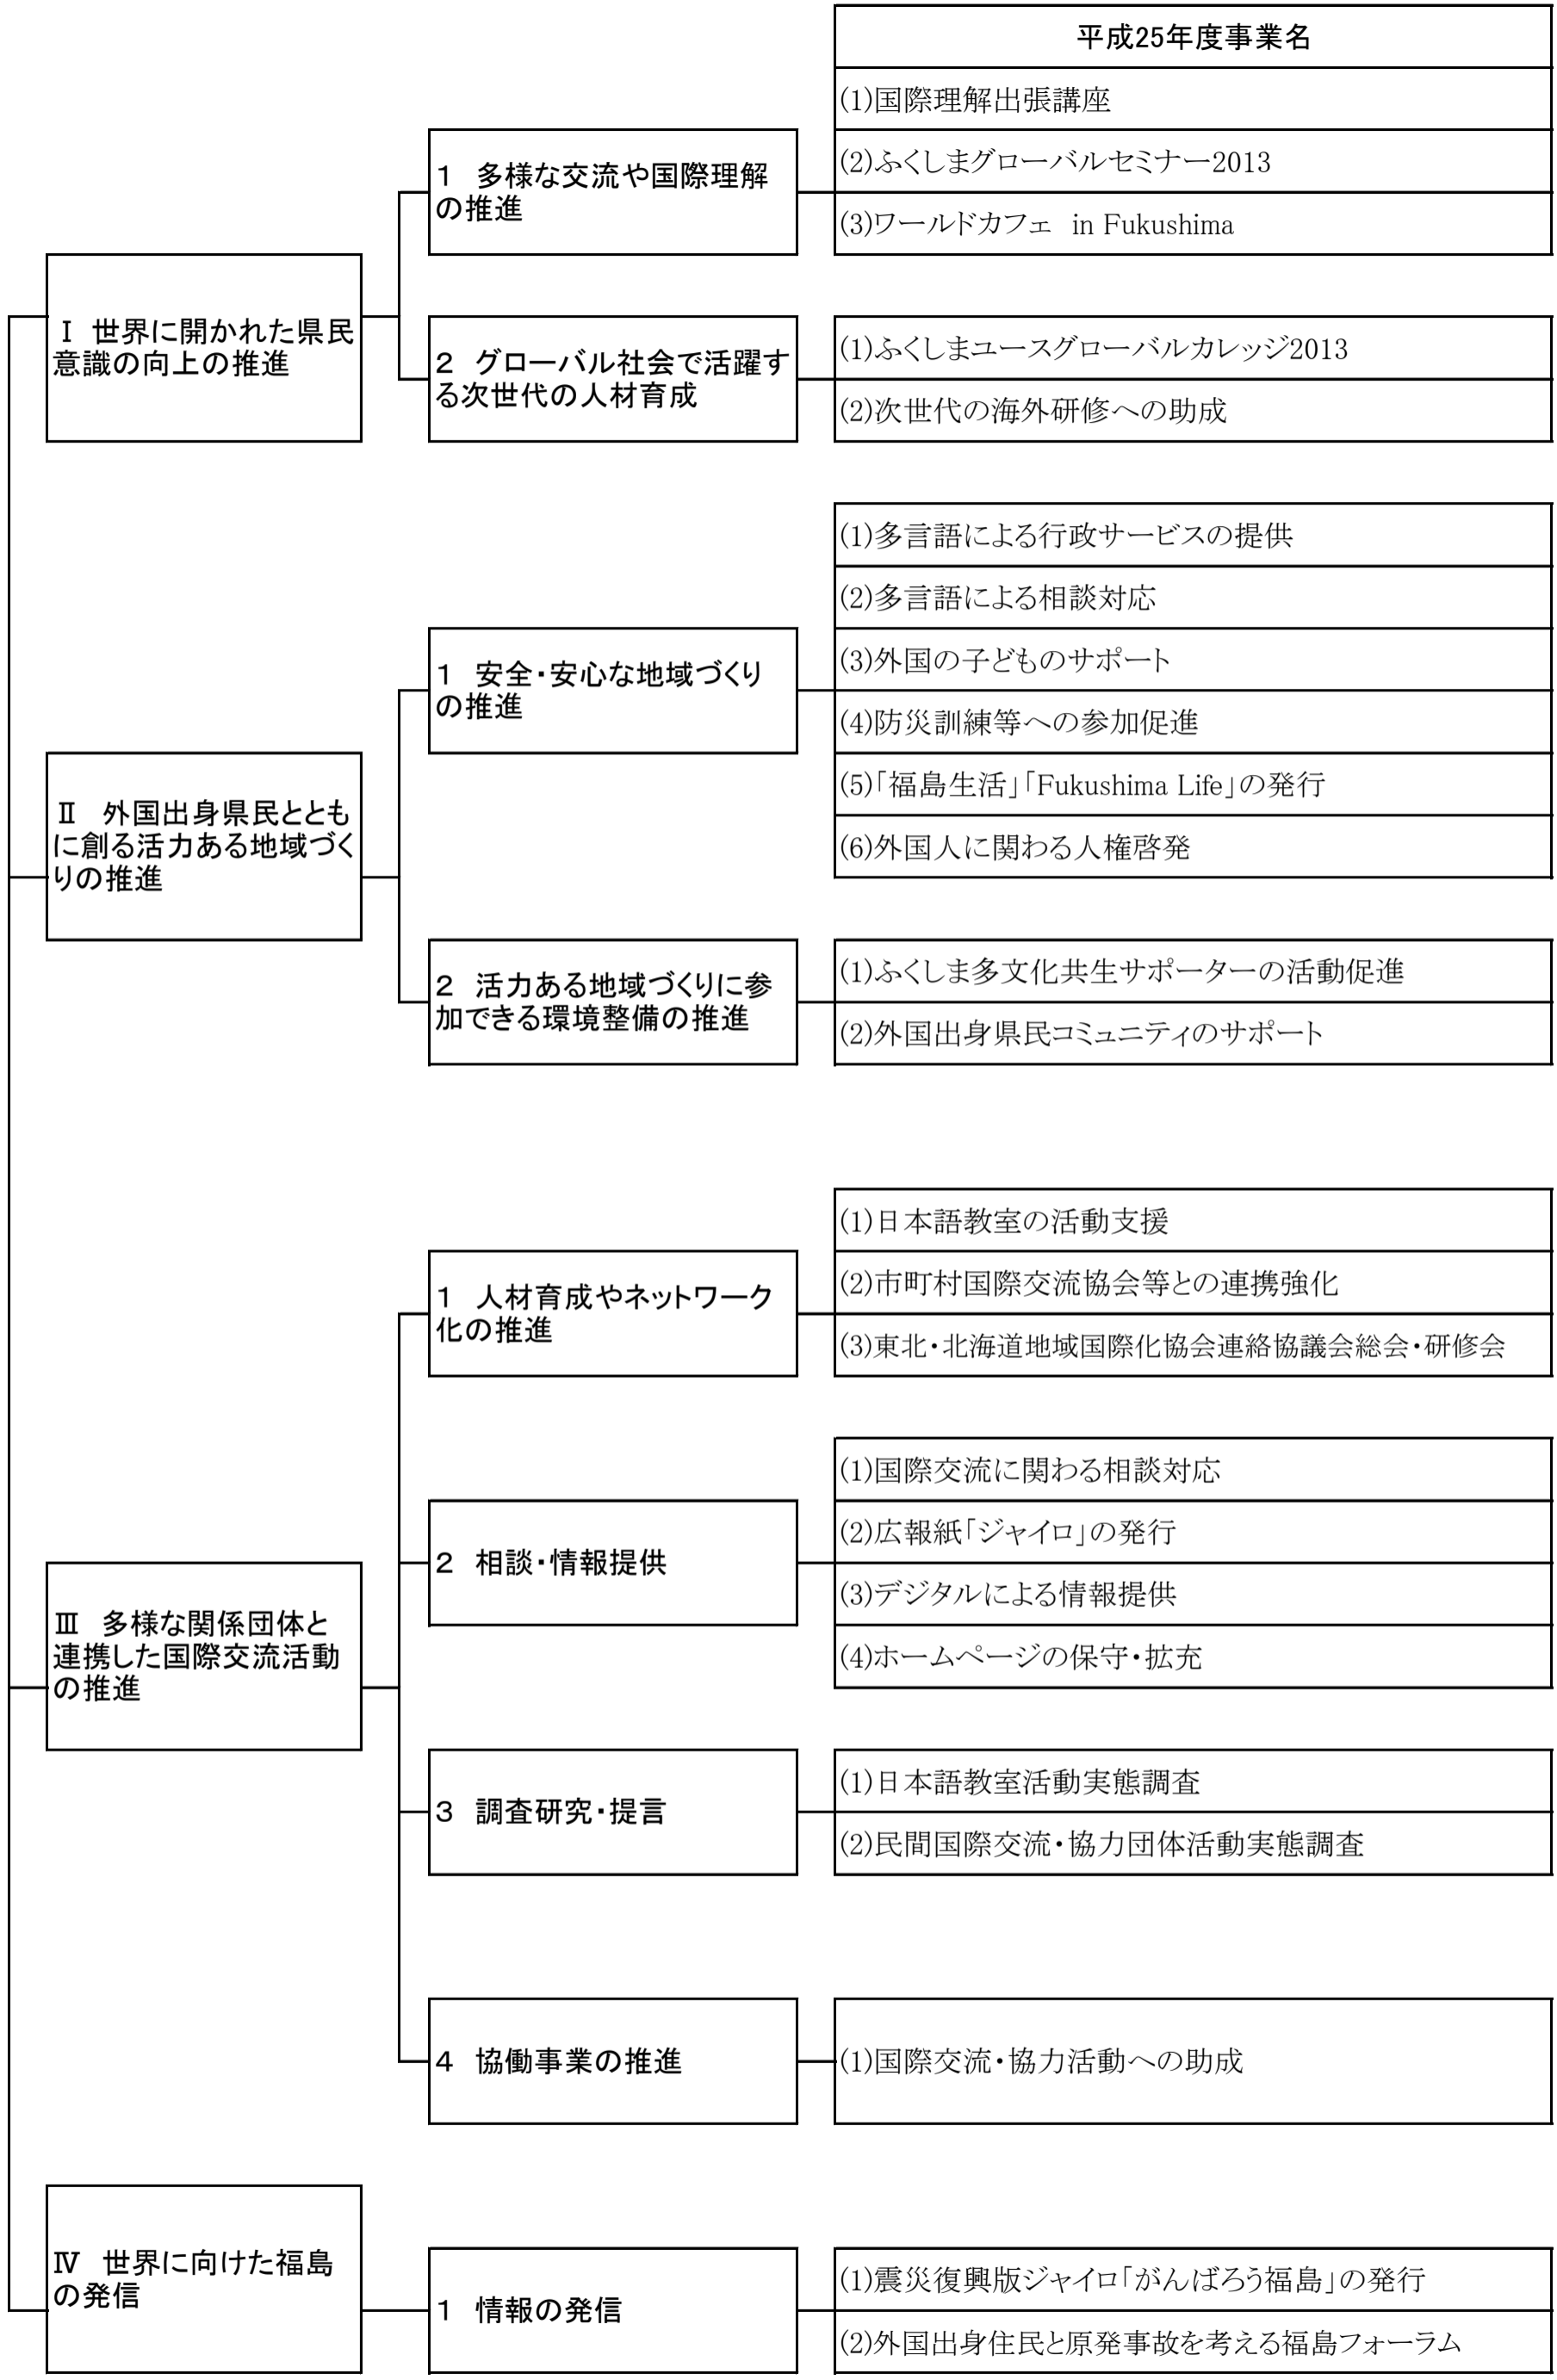 平成25年度事業名
Ⅰ 世界に開かれた県民
意識の向上の推進
1 多様な交流や国際理解
の推進
(1)国際理解出張講座
(2)ふくしまグローバルセミナー2013
(3)ワールドカフェ in Fukushima
2 グローバル社会で活躍す
る次世代の人材育成
(1)ふくしまユースグローバルカレッジ2013
(2)次世代の海外研修への助成
Ⅱ 外国出身県民ととも
に創る活力ある地域づく
りの推進
1 安全・安心な地域づくり
の推進
(1)多言語による行政サービスの提供
(2)多言語による相談対応
(3)外国の子どものサポート
(4)防災訓練等への参加促進
(5)「福島生活」「Fukushima Life」の発行
(6)外国人に関わる人権啓発
2 活力ある地域づくりに参
加できる環境整備の推進
(1)ふくしま多文化共生サポーターの活動促進
(2)外国出身県民コミュニティのサポート
Ⅲ 多様な関係団体と
連携した国際交流活動
の推進
1 人材育成やネットワーク
化の推進
(1)日本語教室の活動支援
(2)市町村国際交流協会等との連携強化
(3)東北・北海道地域国際化協会連絡協議会総会・研修会
2 相談・情報提供
(1)国際交流に関わる相談対応
(2)広報紙「ジャイロ」の発行
(3)デジタルによる情報提供
(4)ホームページの保守・拡充
3 調査研究・提言
(1)日本語教室活動実態調査
(2)民間国際交流・協力団体活動実態調査
4 協働事業の推進
(1)国際交流・協力活動への助成
Ⅳ 世界に向けた福島
の発信
1 情報の発信
(1)震災復興版ジャイロ「がんばろう福島」の発行
(2)外国出身住民と原発事故を考える福島フォーラム